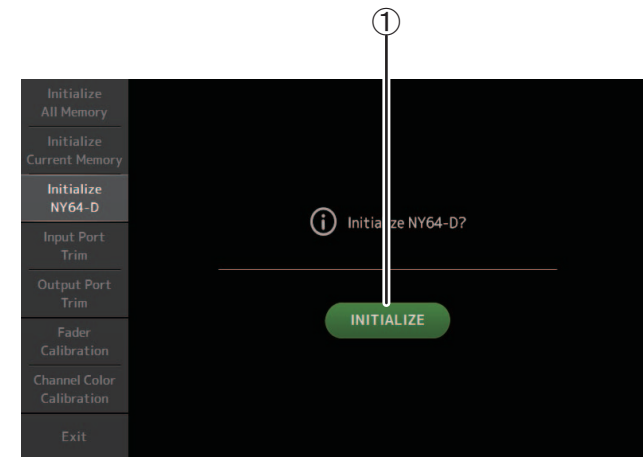 ①
Initialize
All Memory
Initialize
Current Memory
Initialize
NY64-D
Input Port
Trim
Output Port
Trim
Fader
Calibration
Channel Color
Calibration
Exit
Initialize NY64-D?
INITIALIZE